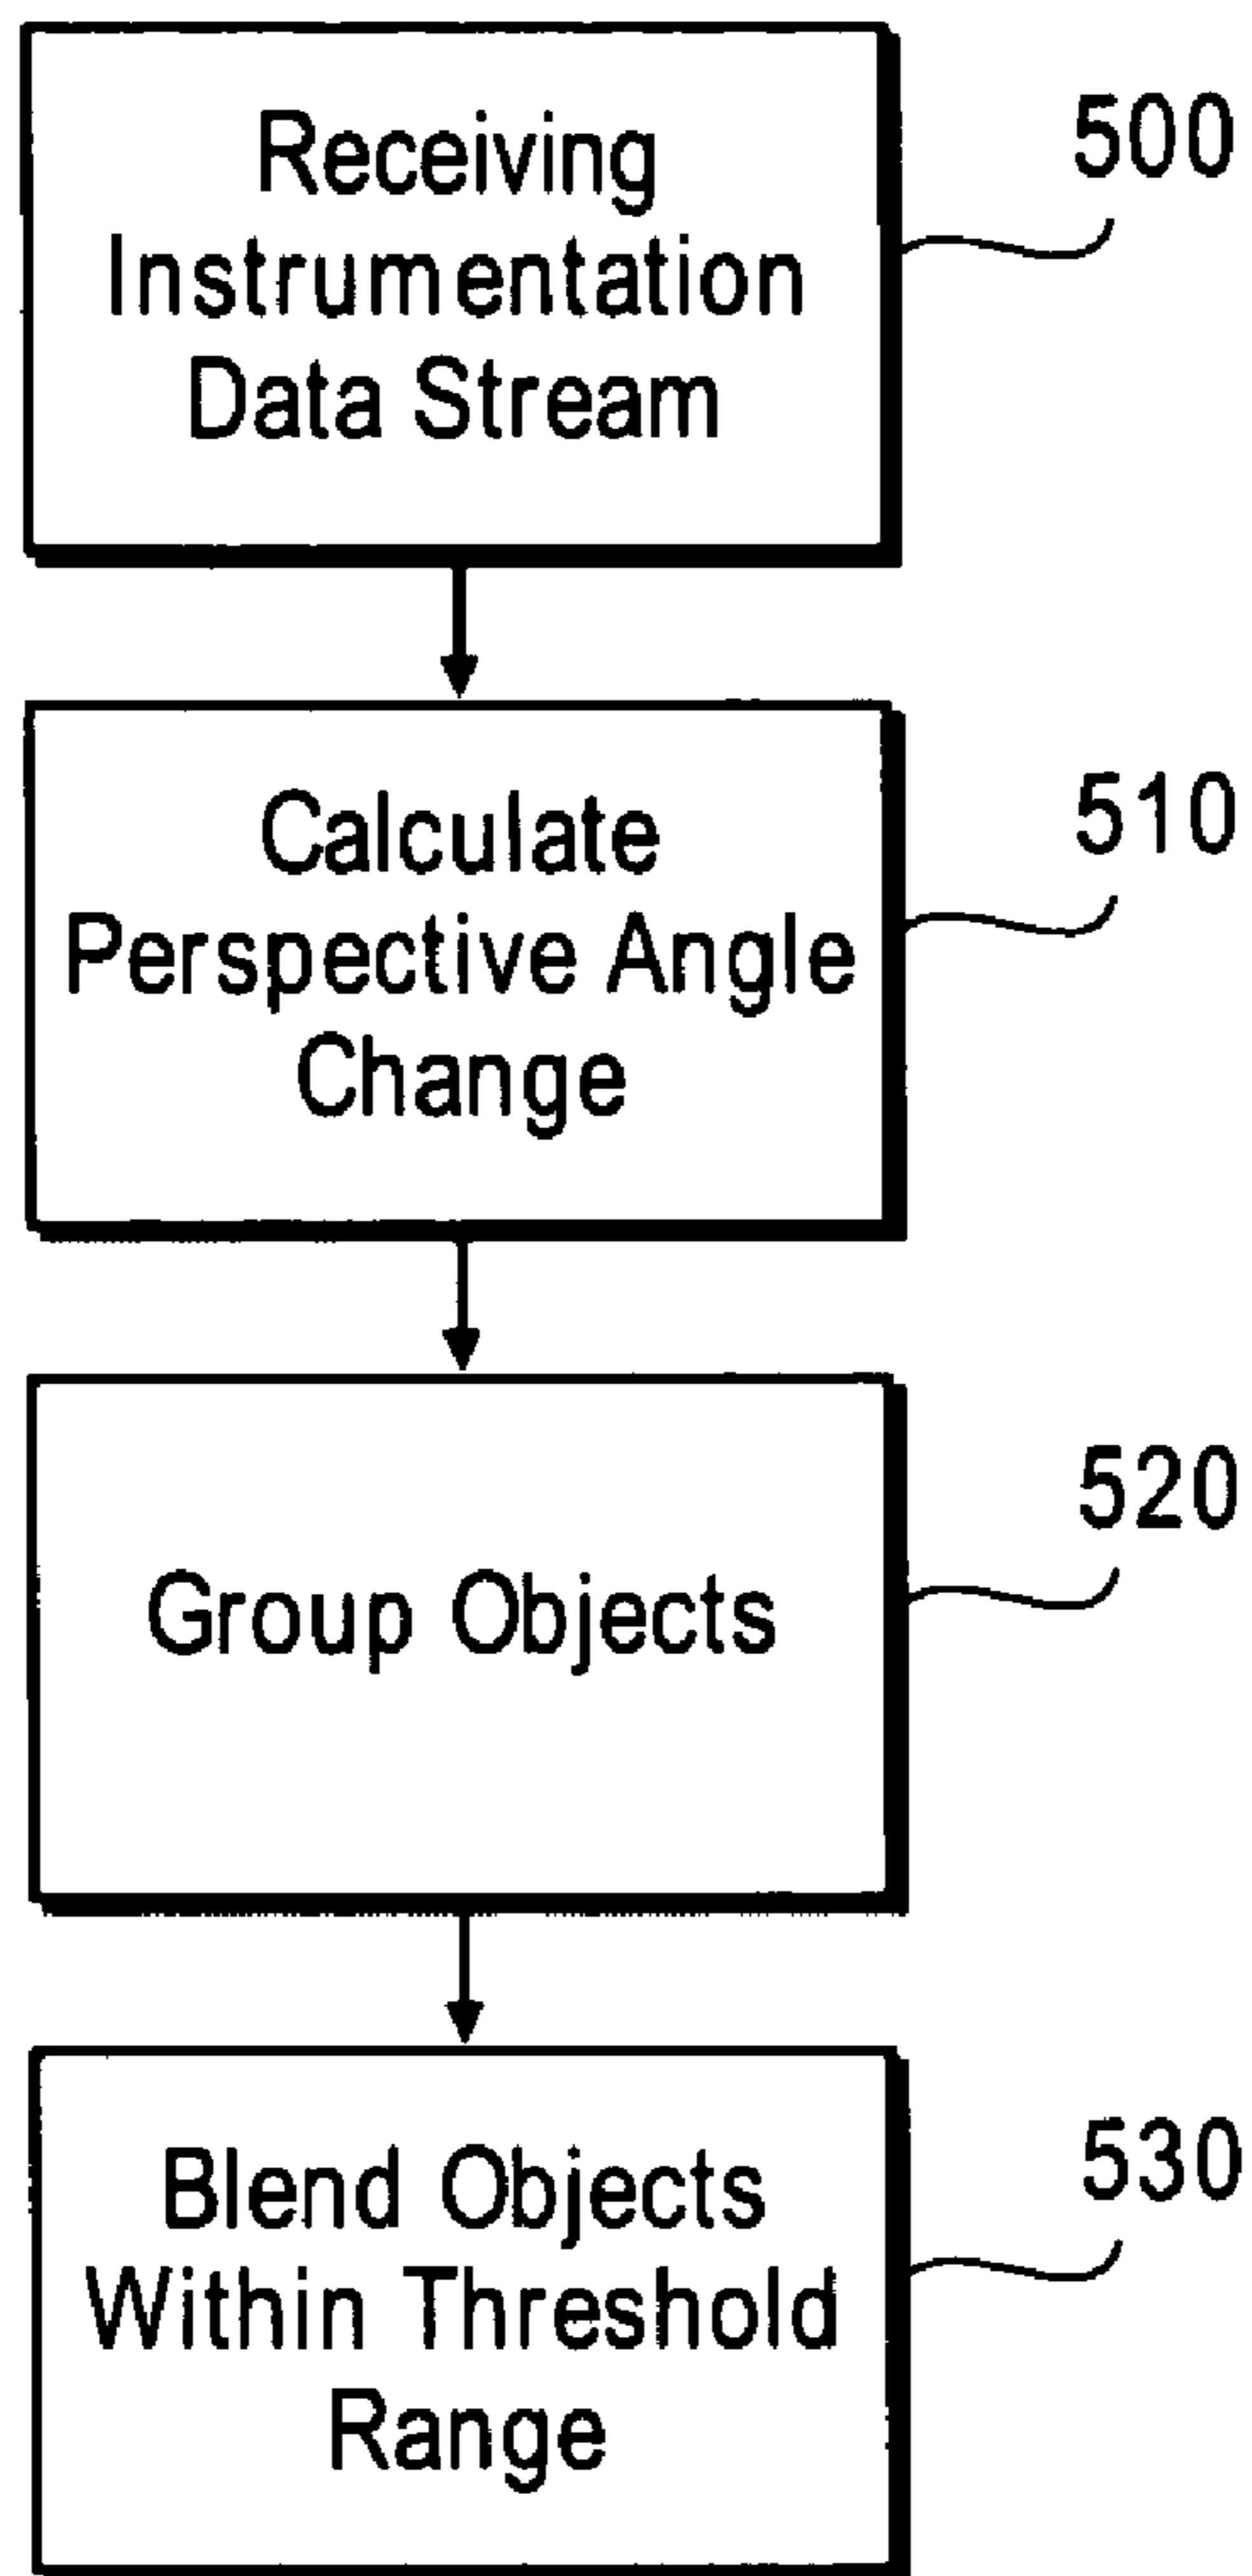 Receiving
Instrumentation
Data Stream
500
Calculate
Perspective Angle
Change
510
Group Objects
520
Blend Objects
Within Threshold
Range
530